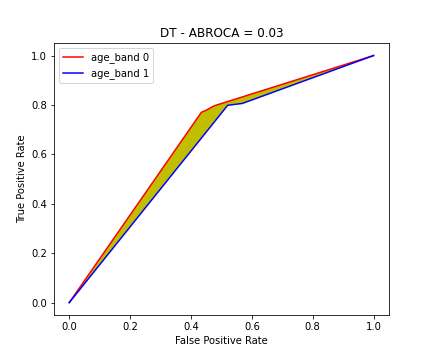 DT - ABROCA = 0.03
age_band 0
age_band 1
True Positive Rate
1.0
0.8
0.6
0.4
0.2
0.0
0.0 0.2 0.4 0.6 0.8 1.0
False Positive Rate